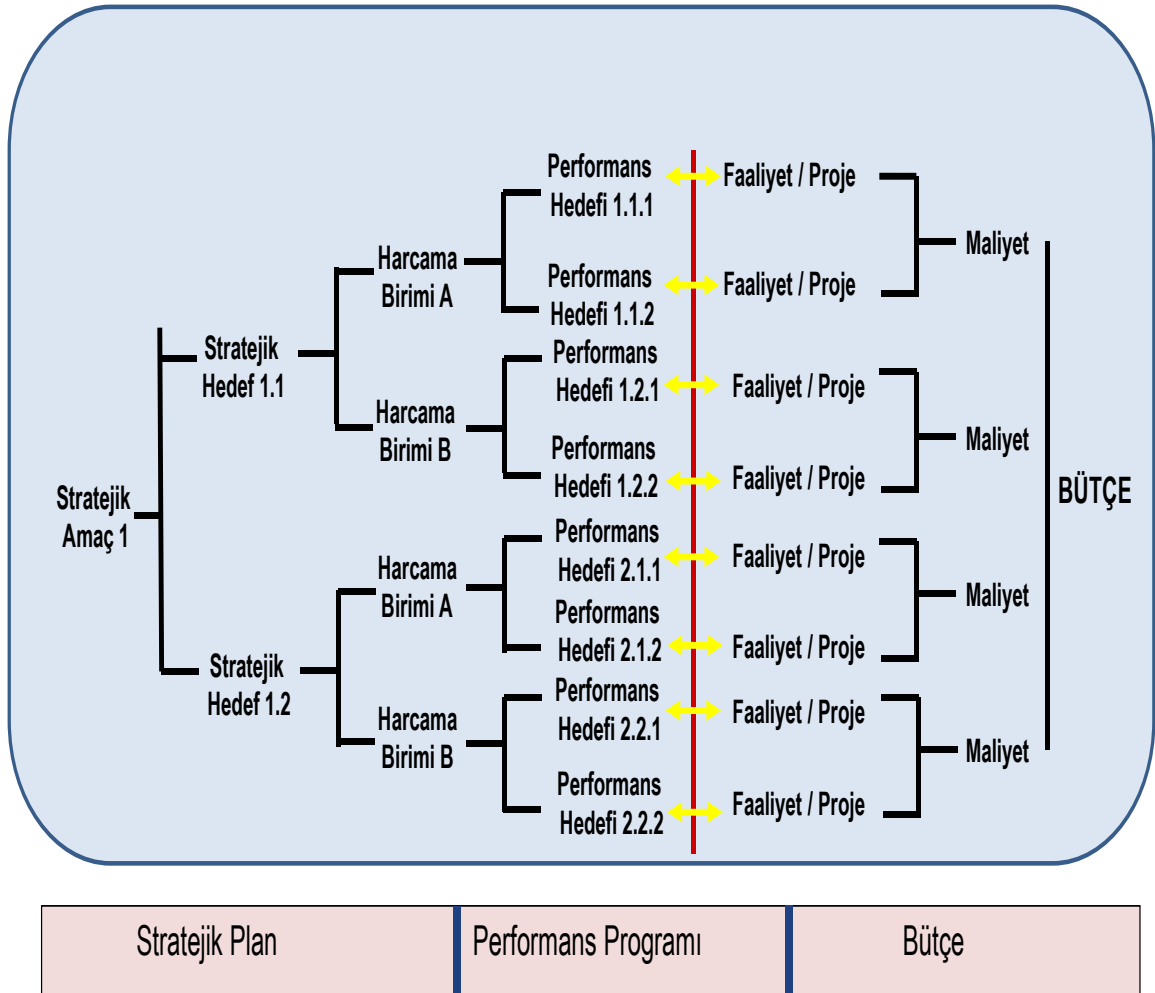 Performans
Hedefi 1.1.1
Faaliyet / Proje
Harcama
Birimi A
Maliyet
Performans
Hedefi 1.1.2
Faaliyet / Proje
Stratejik
Hedef 1.1
Performans
Hedefi 1.2.1
Faaliyet / Proje
Harcama
Birimi B
Maliyet
Performans
Hedefi 1.2.2
Faaliyet / Proje
Stratejik
Amaç 1
BÜTÇE
Performans
Hedefi 2.1.1
Faaliyet / Proje
Harcama
Birimi A
Maliyet
Performans
Hedefi 2.1.2
Faaliyet / Proje
Stratejik
Hedef 1.2
Performans
Hedefi 2.2.1
Faaliyet / Proje
Harcama
Birimi B
Maliyet
Performans
Hedefi 2.2.2
Faaliyet / Proje
Stratejik Plan
Performans Programı
Bütçe